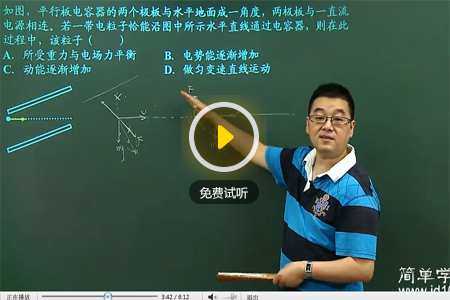 如图，平行板电容器的两个极板与水平地面成一角度，两极板与一直流
电源相连。若一带电粒子恰能沿图中所示水平直线通过电容器，则在此
过程中，该粒子（    ）
A．所受重力与电场力平衡    B．电势能逐渐增加
C．动能逐渐增加    D．做匀变速直线运动
F
x
v
F
mg
y
免费试听
简单学
www.jd10
正在播放 3:42 / 6:12 退出